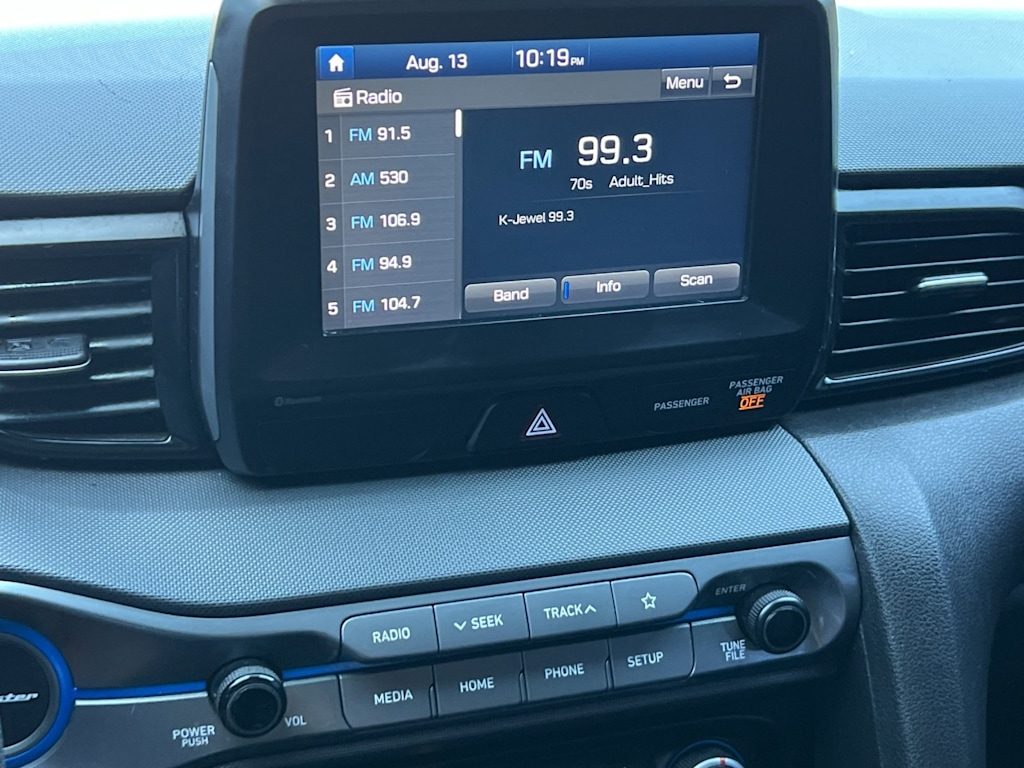 Aug. 13 10:19 PM
Radio Menu
1 FM 91.5
2 AM 530
3 FM 106.9
4 FM 94.9
5 FM 104.7
FM 99.3
70s Adult_Hits
K-Jewel 99.3
Band Info Scan
PASSENGER
PASSENGER
AIR BAG
OFF
RADIO SEEK TRACK ENTER
MEDIA HOME PHONE SETUP
TUNE
FILE
POWER
PUSH
VOL